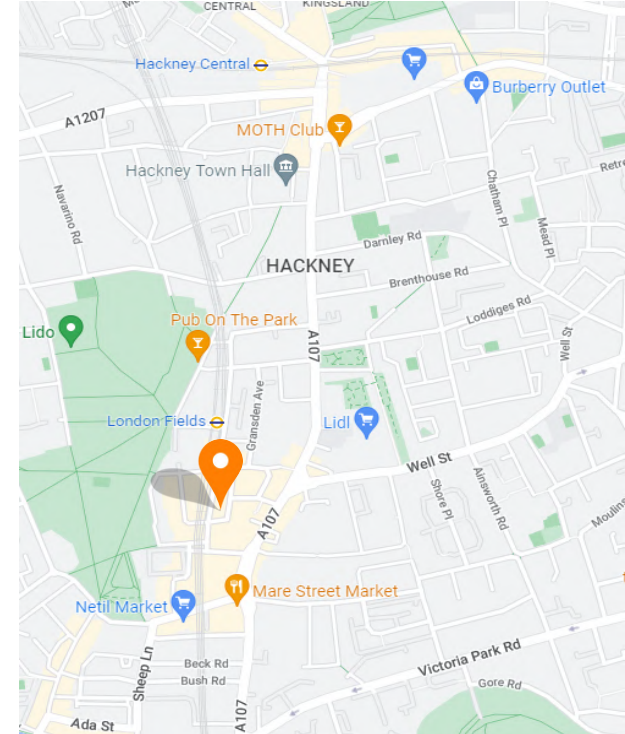 CENTRAL
KINGSLAND
Hackney Central
Burberry Outlet
A1207
MOTH Club
Hackney Town Hall
Retre
Navarino Rd
Chatham Pl
Mead Pl
Darnley Rd
HACKNEY
Brenthouse Rd
Loddiges Rd
Pub On The Park
Lido
A107
Well St
Gransden Ave
London Fields
Lidl
Well St
Shore Pl
Ainsworth Rd
Moulins
A107
Mare Street Market
Netil Market
Sheep Ln
Beck Rd
Bush Rd
Victoria Park Rd
Gore Rd
A107
Ada St